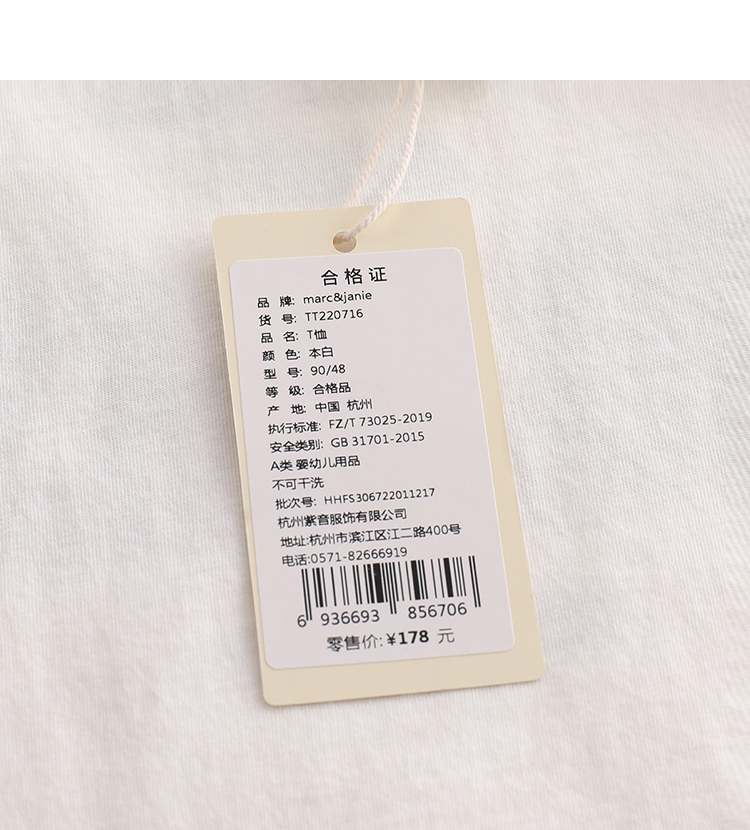 合格证
品 牌: marc&janie
货 号: TT220716
品 名: T恤
颜 色: 本白
型 号: 90/48
等 级: 合格品
产 地: 中国 杭州
执行标准: FZ/T 73025-2019
安全类别: GB 31701-2015
A类 婴幼儿用品
不可干洗
批次号: HHFS306722011217
杭州紫音服饰有限公司
地址:杭州市滨江区江二路400号
电话:0571-82666919
6 936693 856706
零售价:¥178 元